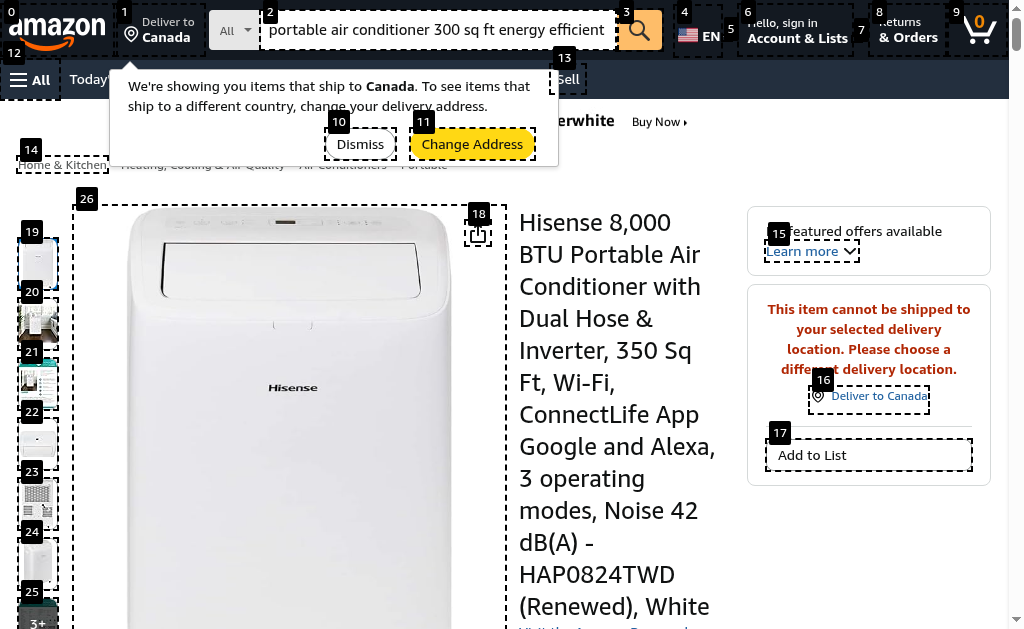 0
1
2
3
4
5
6
7
8
9
amazon
Deliver to
Canada
All
portable air conditioner 300 sq ft energy efficient
EN
Hello, sign in
Account & Lists
Returns
& Orders
0
12
13
All
Today'
Sell
We're showing you items that ship to Canada. To see items that
ship to a different country, change your delivery address.
10
11
Dismiss
Change Address
erwhite
Buy Now
14
Home & Kitchen
Heating, Cooling & Air Quality
Air Conditioners
Portable
26
18
19
20
21
22
23
24
25
3+
Hisense
Hisense 8,000
BTU Portable Air
Conditioner with
Dual Hose &
Inverter, 350 Sq
Ft, Wi-Fi,
ConnectLife App
Google and Alexa,
3 operating
modes, Noise 42
dB(A) -
HAP0824TWD
(Renewed), White
15
featured offers available
Learn more
This item cannot be shipped to
your selected delivery
location. Please choose a
different delivery location.
16
Deliver to Canada
17
Add to List